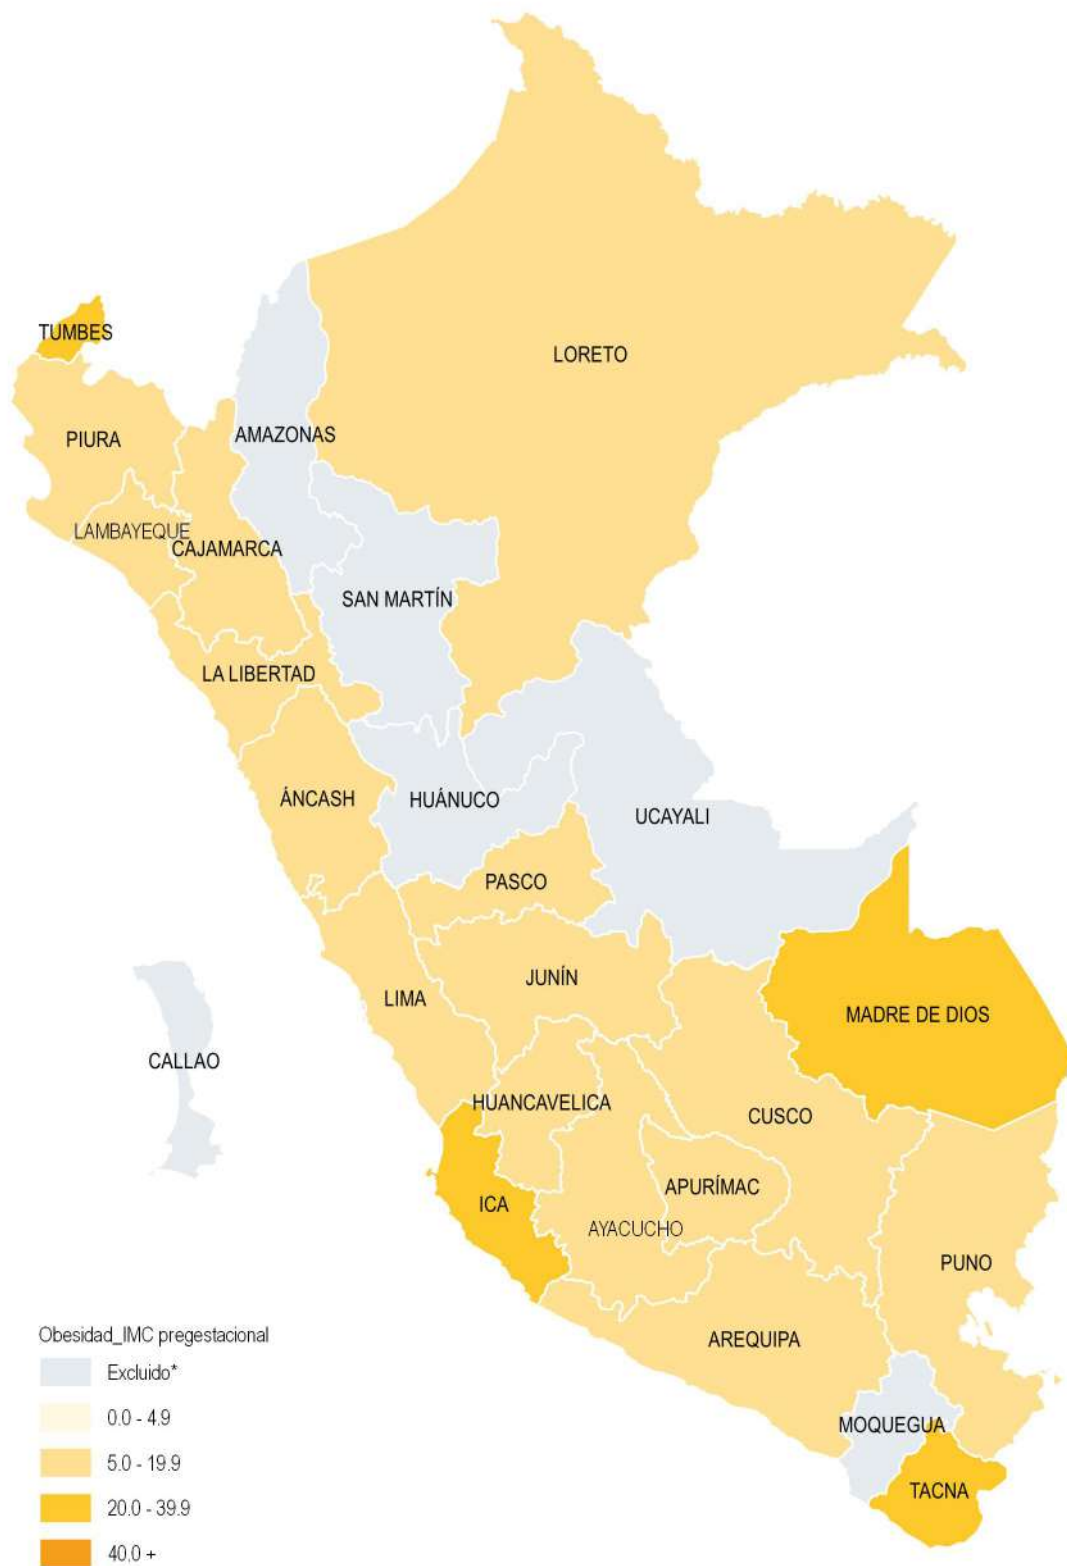 TUMBES
LORETO
PIURA
AMAZONAS
LAMBAYEQUE
CAJAMARCA
SAN MARTÍN
LA LIBERTAD
ÁNCASH
HUÁNUCO
UCAYALI
PASCO
JUNÍN
LIMA
MADRE DE DIOS
CALLAO
HUANCAVELICA
CUSCO
APURÍMAC
ICA
AYACUCHO
PUNO
AREQUIPA
MOQUEGUA
TACNA
Obesidad_IMC pregestacional
Excluido*
0.0 - 4.9
5.0 - 19.9
20.0 - 39.9
40,0 +